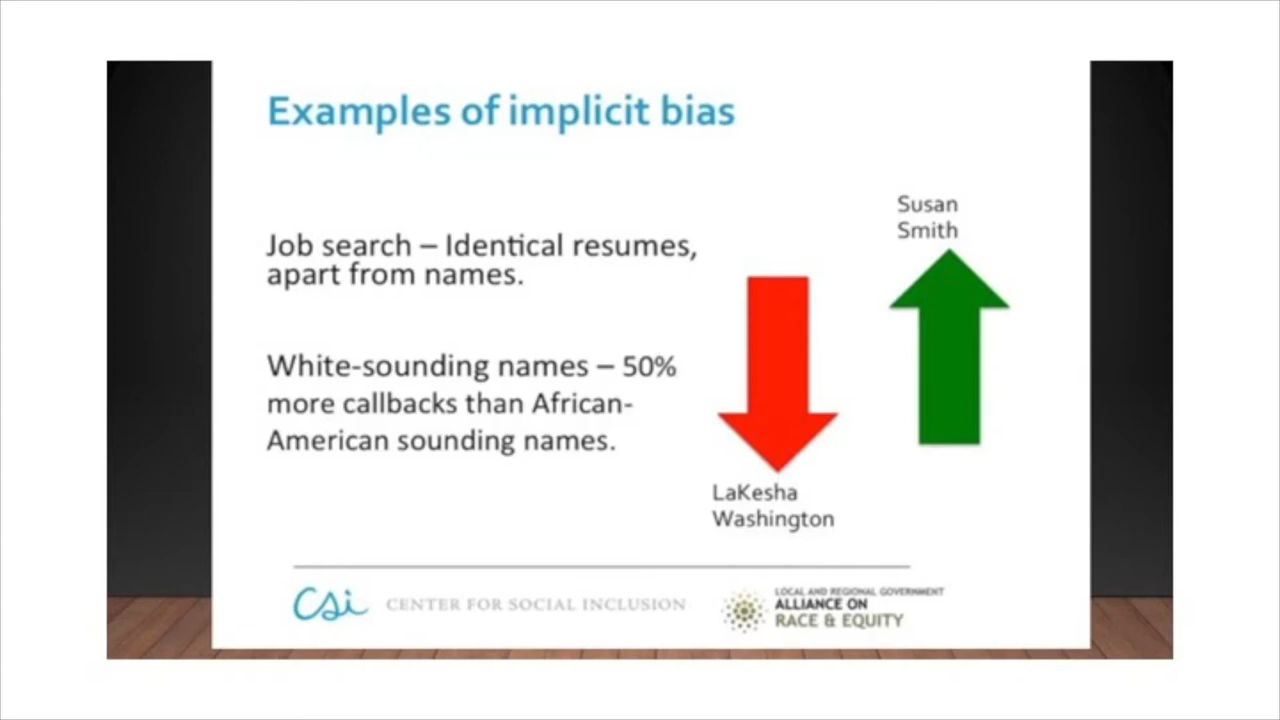 Examples of implicit bias
Job search – Identical resumes,
apart from names.
White-sounding names – 50%
more callbacks than African-
American sounding names.
Susan
Smith
LaKesha
Washington
csi CENTER FOR SOCIAL INCLUSION
LOCAL AND REGIONAL GOVERNMENT
ALLIANCE ON
RACE & EQUITY